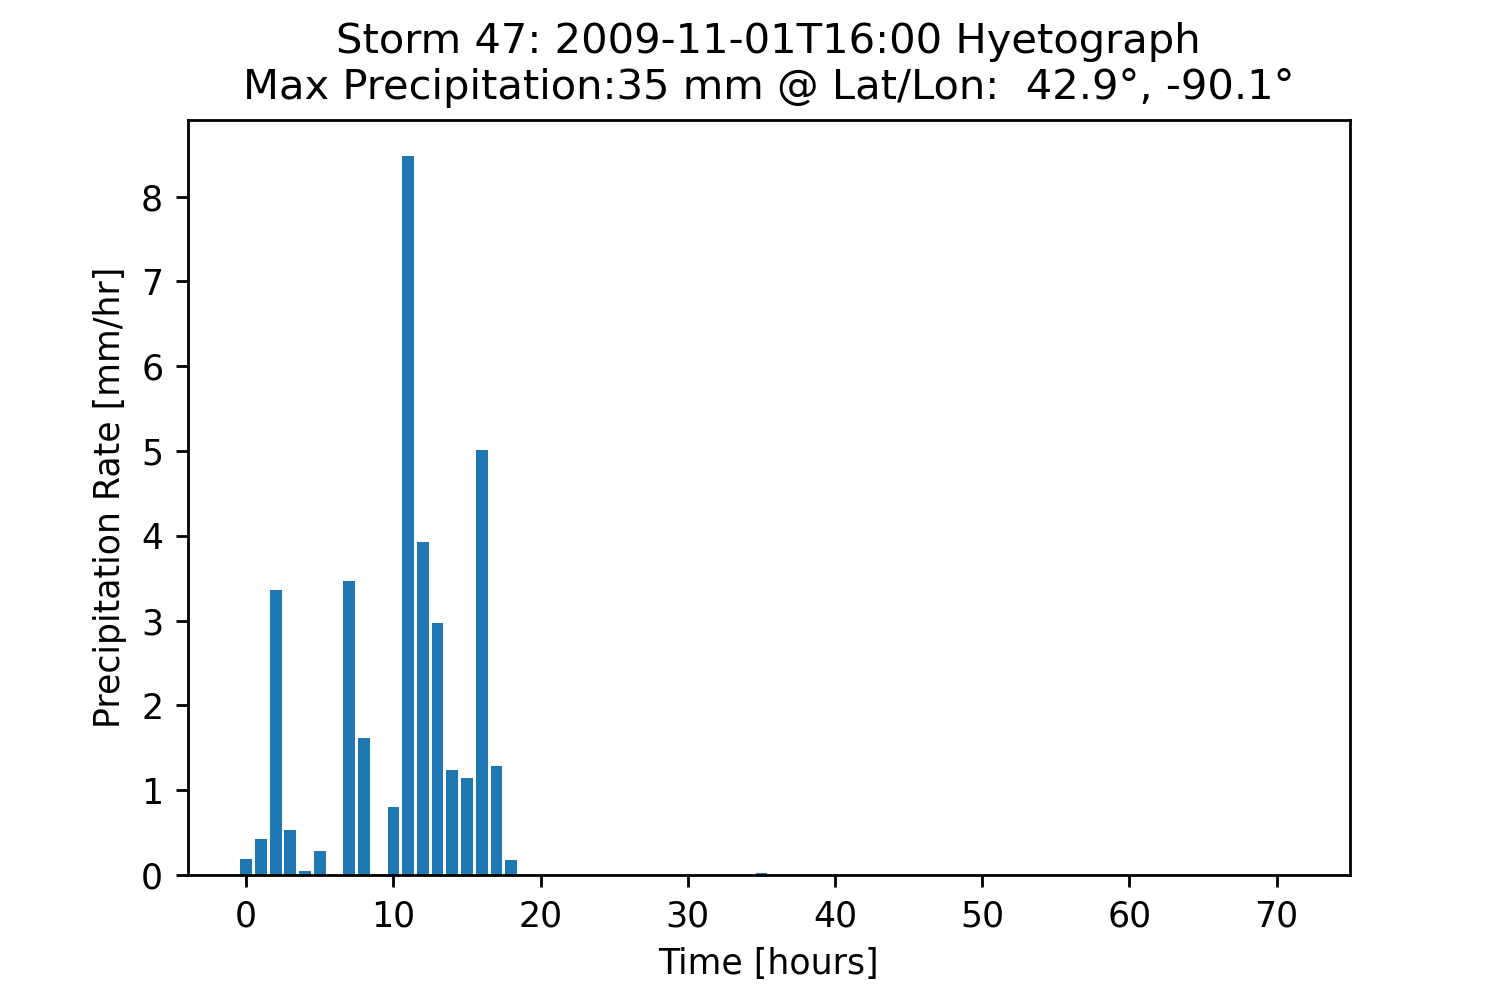 Storm 47: 2009-11-01T16:00 Hyetograph
Max Precipitation:35 mm @ Lat/Lon:  42.9°, -90.1°
8
7
6
5
4
3
2
1
0
Precipitation Rate [mm/hr]
0 10 20 30 40 50 60 70
Time [hours]